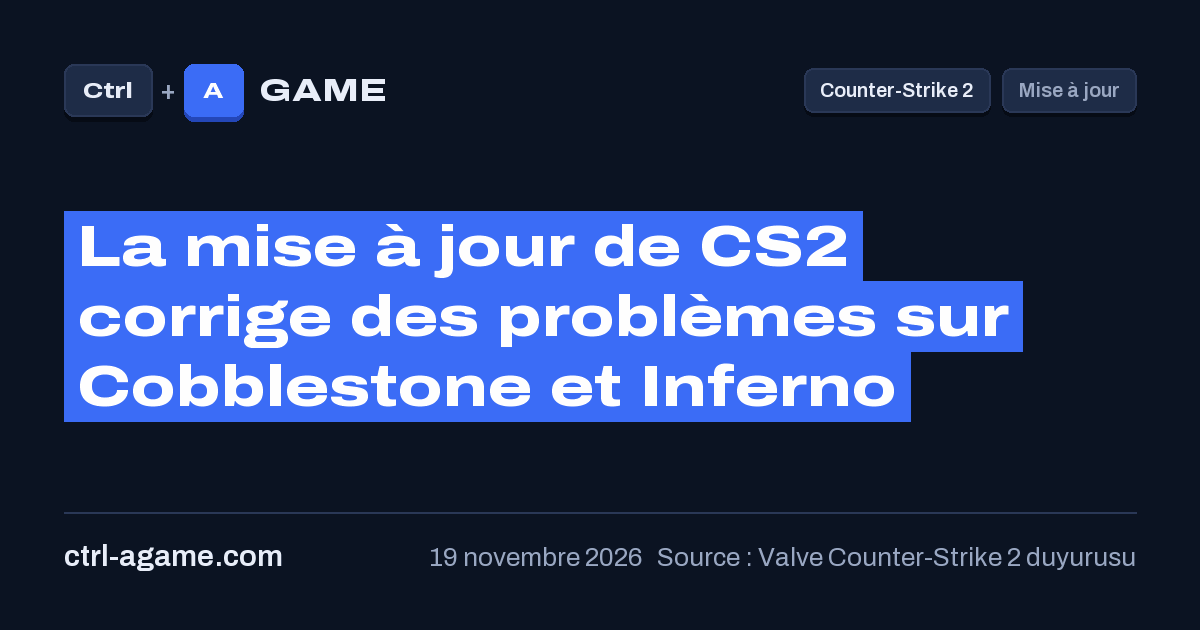 Ctrl + A GAME
Counter-Strike 2
Mise à jour
La mise à jour de CS2
corrige des problèmes sur
Cobblestone et Inferno
ctrl-agame.com
19 novembre 2026 Source : Valve Counter-Strike 2 duyurusu